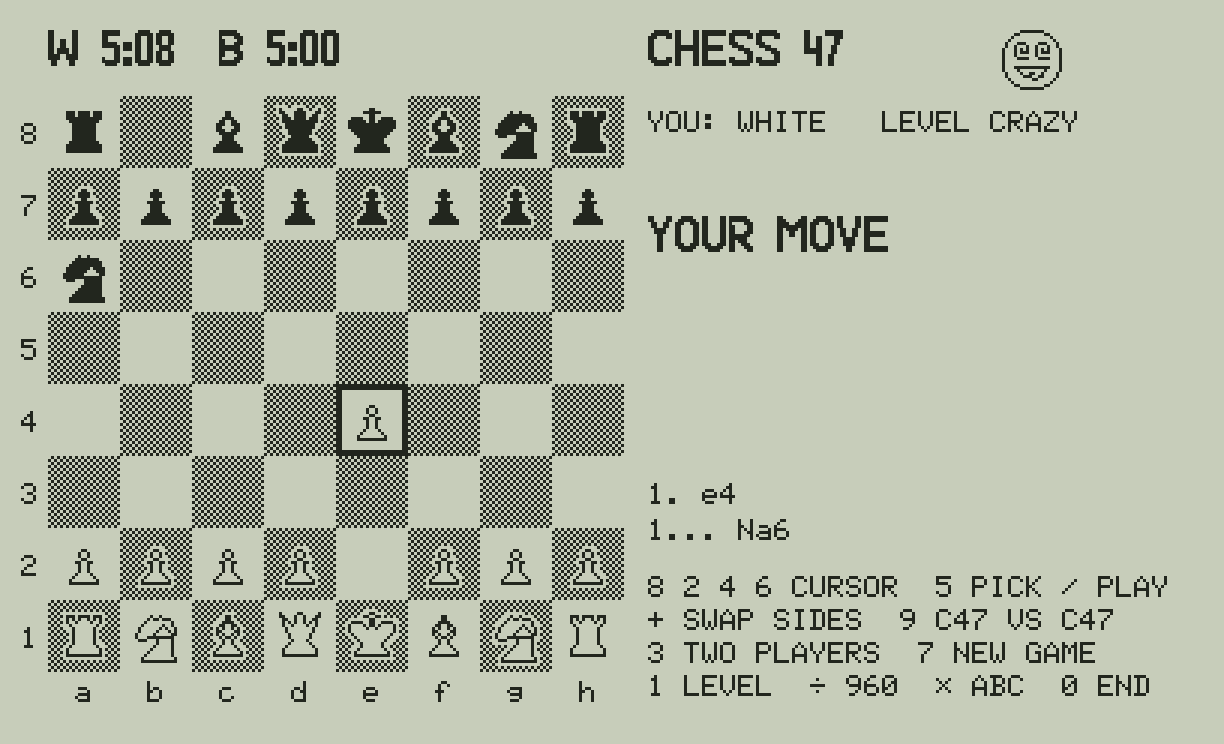 W 5:08 B 5:00
CHESS 47
YOU: WHITE LEVEL CRAZY
YOUR MOVE
8
7
6
5
4
3
2
1
a b c d e f g h
1. e4
1... Na6
8 2 4 6 CURSOR 5 PICK / PLAY
+ SWAP SIDES 9 C47 VS C47
3 TWO PLAYERS 7 NEW GAME
1 LEVEL ÷ 960 × ABC 0 END